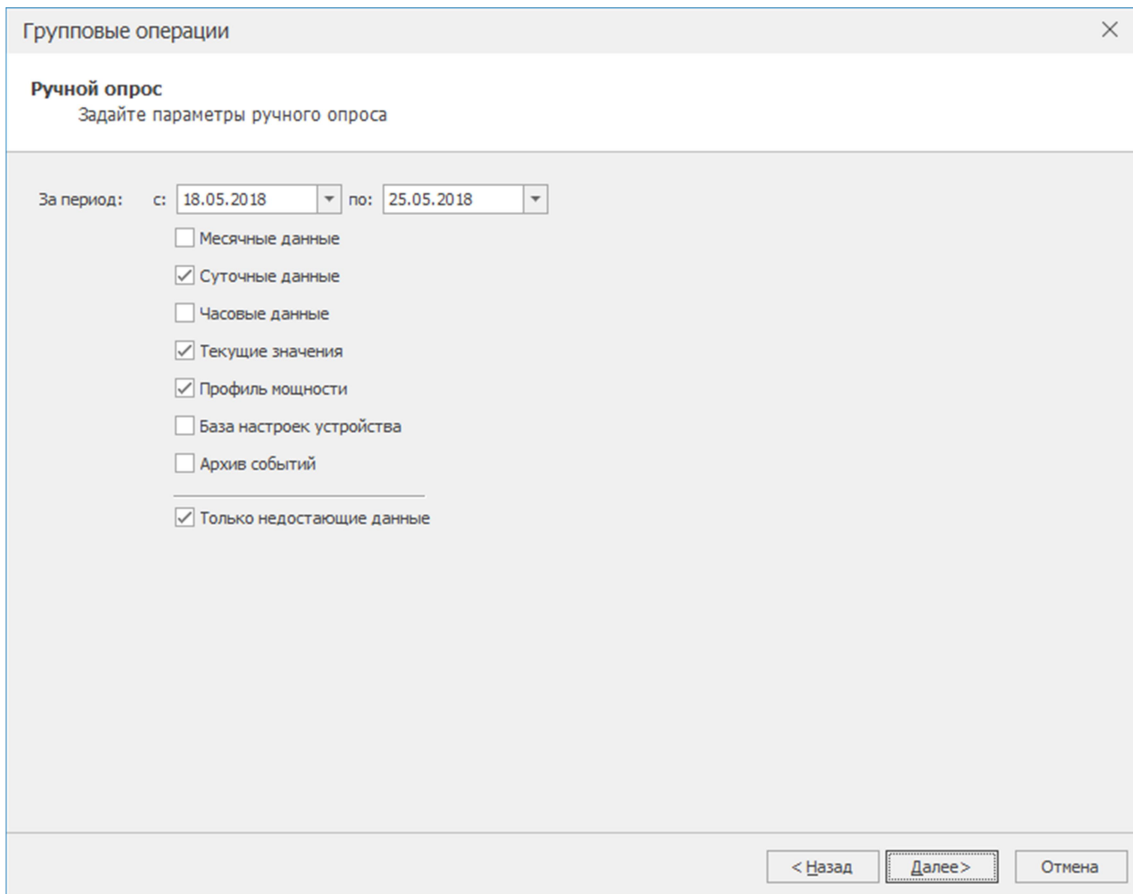 Групповые операции
Ручной опрос
Задайте параметры ручного опроса
За период: с: 18.05.2018 по: 25.05.2018
Месячные данные
Суточные данные
Часовые данные
Текущие значения
Профиль мощности
База настроек устройства
Архив событий
Только недостающие данные
< Назад Далее> Отмена